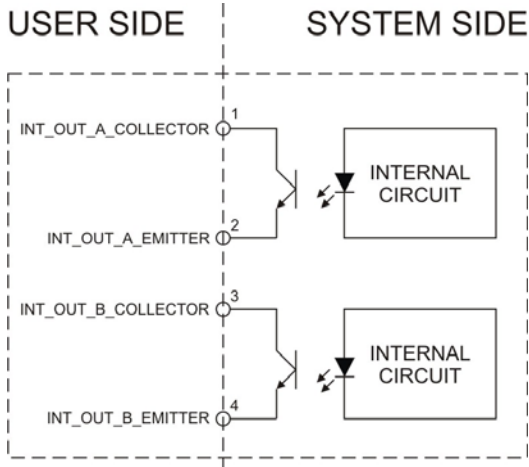 USER SIDE
SYSTEM SIDE
1
INT_OUT_A_COLLECTOR
INTERNAL
CIRCUIT
2
INT_OUT_A_EMITTER
3
INT_OUT_B_COLLECTOR
INTERNAL
CIRCUIT
4
INT_OUT_B_EMITTER